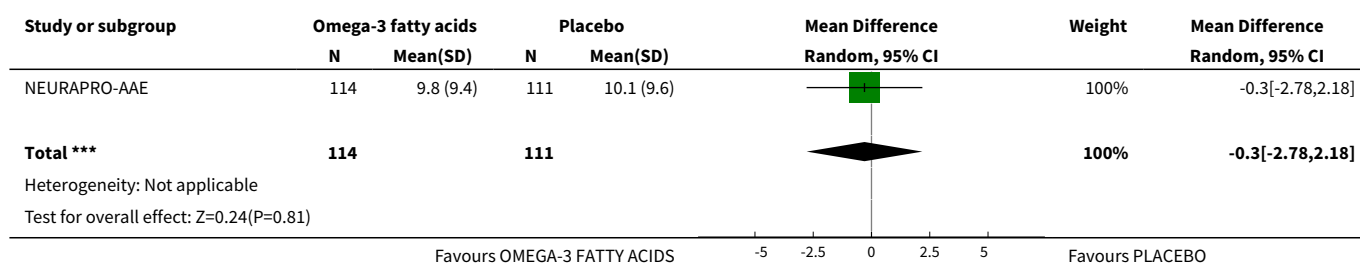 Study or subgroup Omega-3 fatty acids Placebo Mean Difference Weight Mean Difference
N Mean(SD) N Mean(SD) Random, 95% CI Random, 95% CI
NEURAPRO-AAE 114 9.8 (9.4) 111 10.1 (9.6) 100% -0.3[-2.78,2.18]
Total *** 114 111 100% -0.3[-2.78,2.18]
Heterogeneity: Not applicable
Test for overall effect: Z=0.24(P=0.81)
Favours OMEGA-3 FATTY ACIDS -5 -2.5 0 2.5 5 Favours PLACEBO